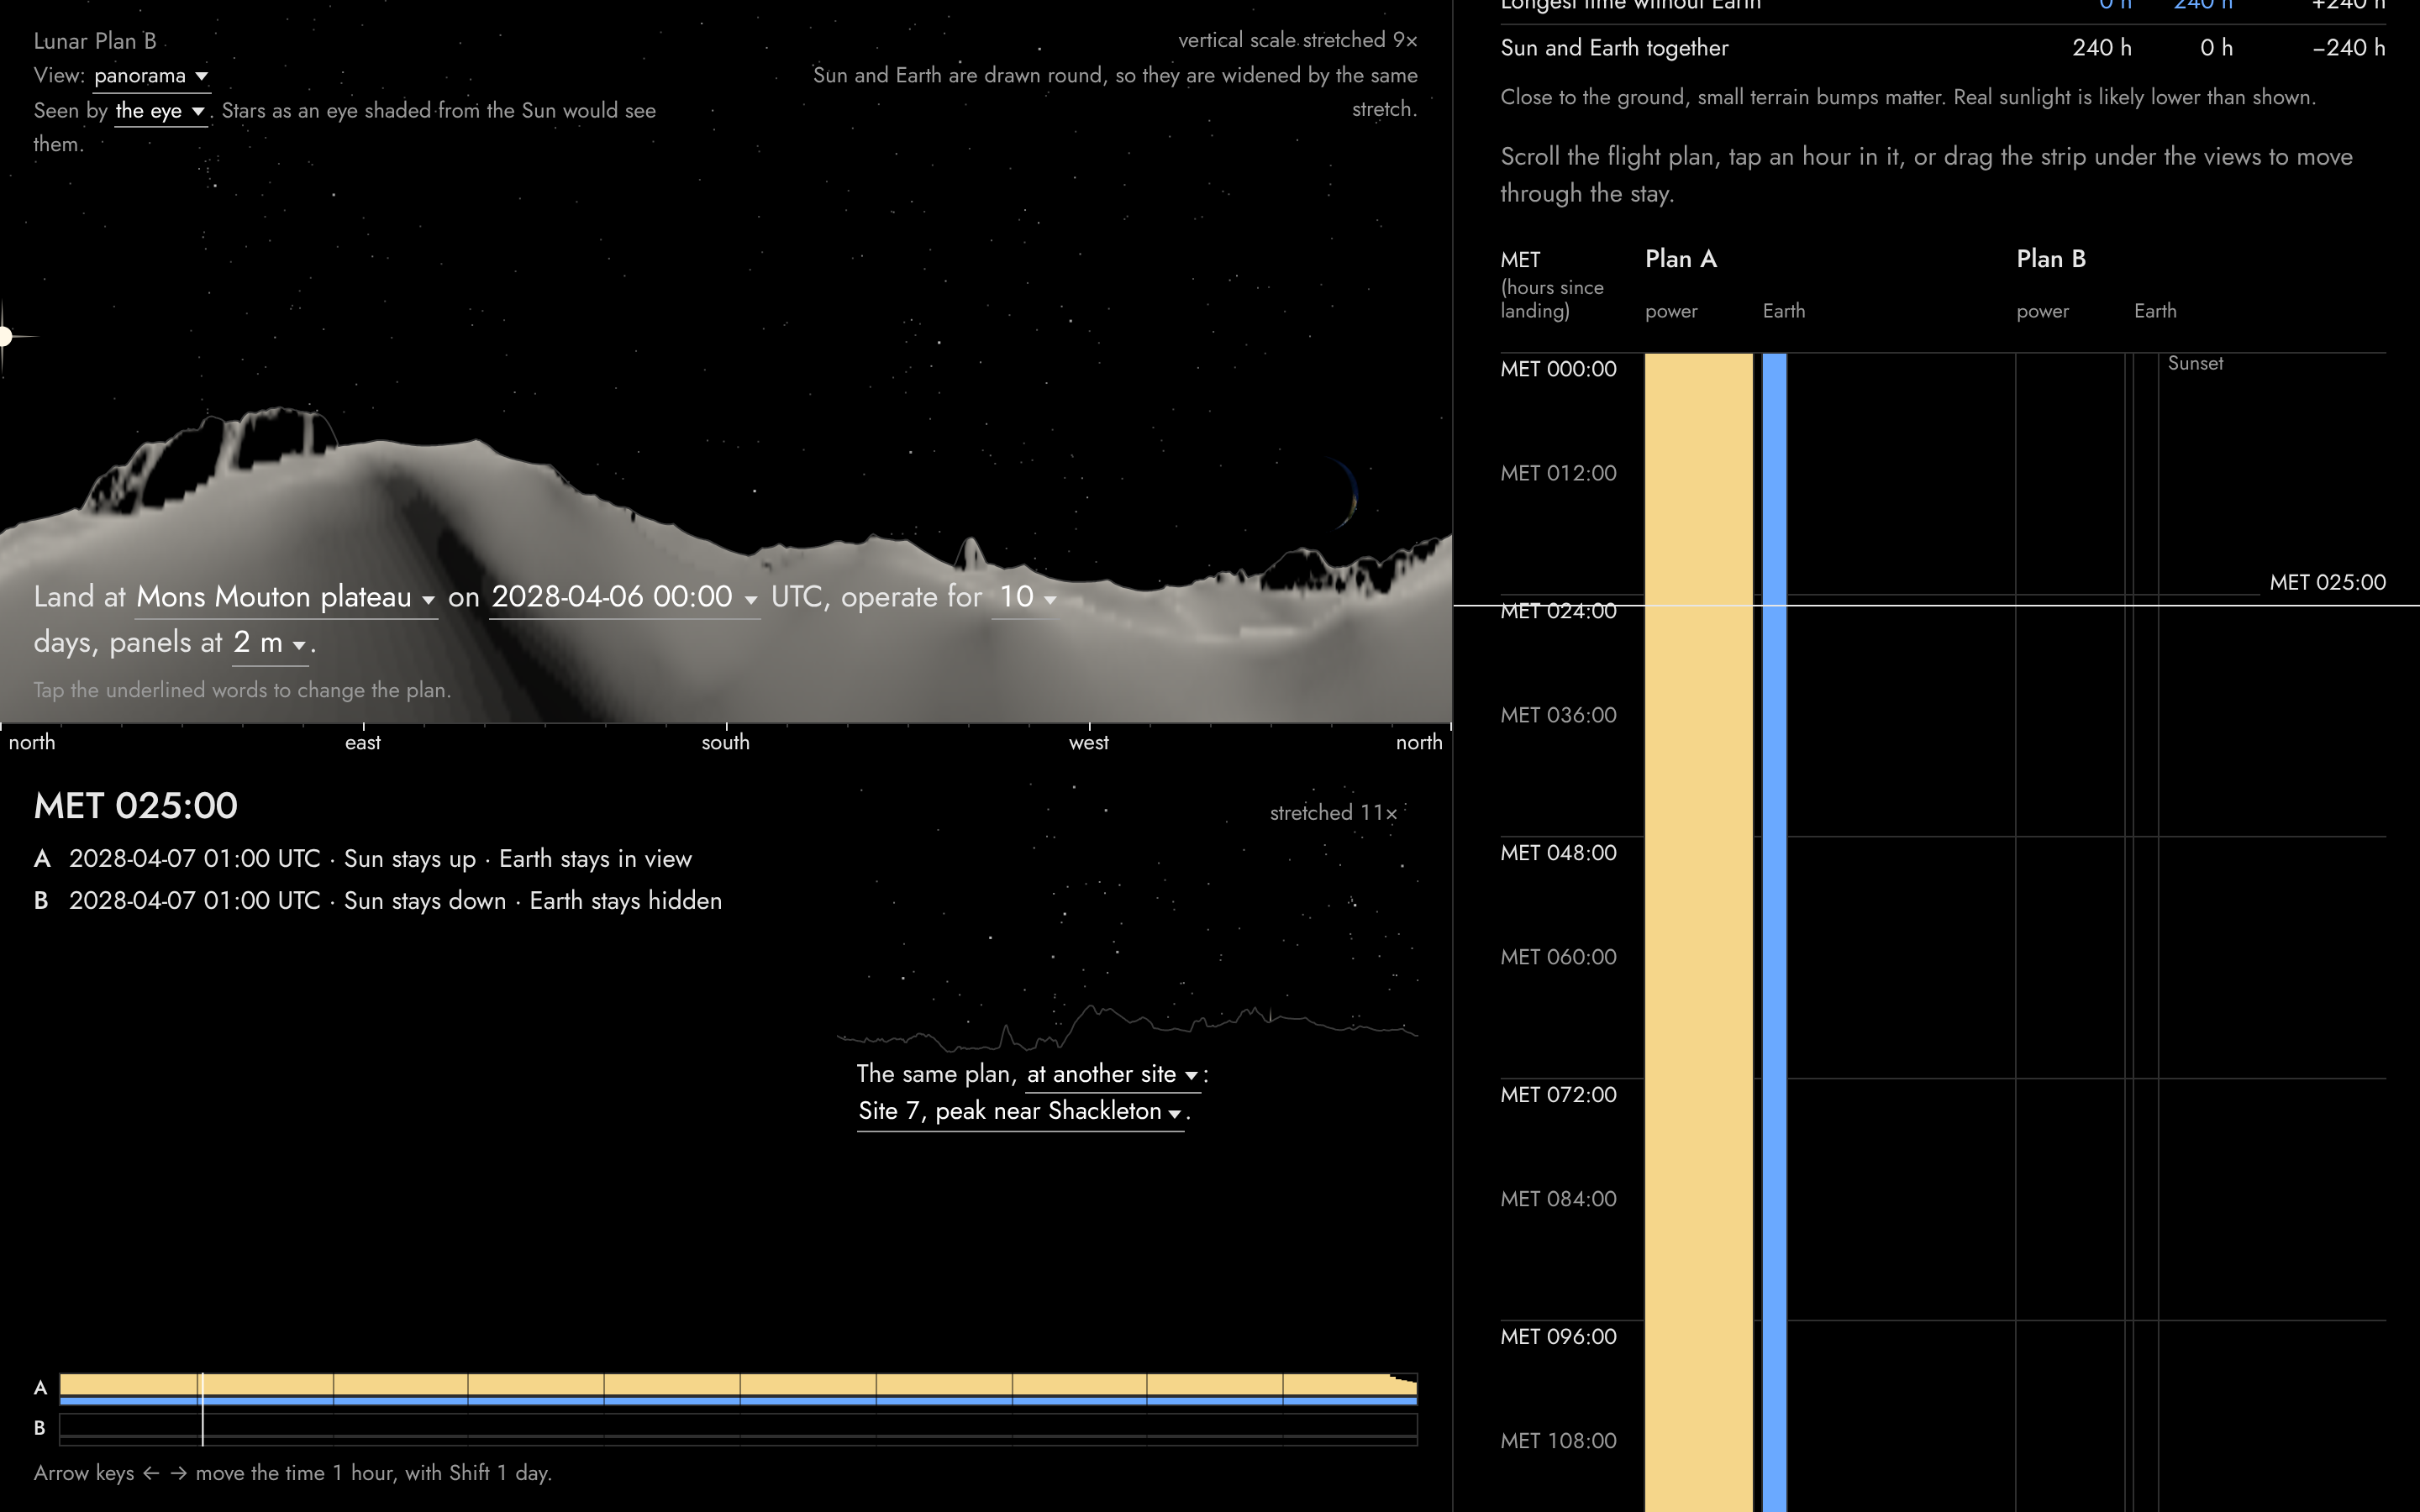 Lunar Plan B
View: panorama
Seen by the eye. Stars as an eye shaded from the Sun would see
them.
vertical scale stretched 9×
Sun and Earth are drawn round, so they are widened by the same
stretch.
Land at Mons Mouton plateau on 2028-04-06 00:00 UTC, operate for 10
days, panels at 2 m.
Tap the underlined words to change the plan.
north east south west north
MET 025:00
A 2028-04-07 01:00 UTC · Sun stays up · Earth stays in view
B 2028-04-07 01:00 UTC · Sun stays down · Earth stays hidden
stretched 11×
The same plan, at another site:
Site 7, peak near Shackleton.
A
B
Arrow keys ← → move the time 1 hour, with Shift 1 day.
Longest time without Earth 0 h 240 h +240 h
Sun and Earth together 240 h 0 h −240 h
Close to the ground, small terrain bumps matter. Real sunlight is likely lower than shown.
Scroll the flight plan, tap an hour in it, or drag the strip under the views to move
through the stay.
MET Plan A Plan B
(hours since
landing) power Earth power Earth
MET 000:00 Sunset
MET 012:00
MET 025:00
MET 024:00
MET 036:00
MET 048:00
MET 060:00
MET 072:00
MET 084:00
MET 096:00
MET 108:00